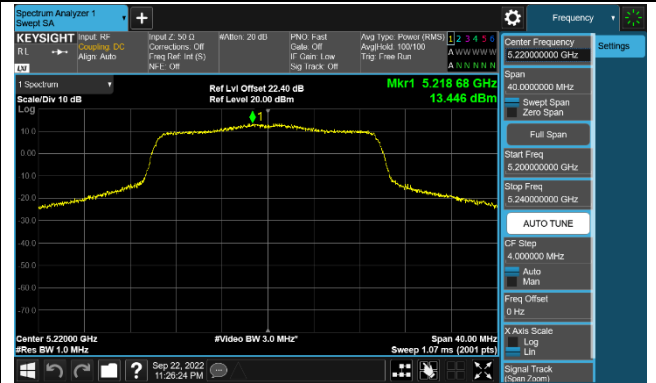 Spectrum Analyzer 1
Swept SA
+
Frequency
KEYSIGHT
RL
LXI
Input: RF
Coupling: DC
Align: Auto
Input Z: 50 Ω
Corrections: Off
Freq Ref: Int (S)
NFE: Off
#Atten: 20 dB
PNO: Fast
Gate: Off
IF Gain: Low
Sig Track: Off
Avg Type: Power (RMS)
Avg|Hold: 100/100
Trig: Free Run
1 2 3 4 5 6
A W W W W W
A N N N N N
1 Spectrum
Scale/Div 10 dB
Log
Ref Lvl Offset 22.40 dB
Ref Level 20.00 dBm
Mkr1 5.218 68 GHz
13.446 dBm
1
10.0
0.00
-10.0
-20.0
-30.0
-40.0
-50.0
-60.0
-70.0
Center 5.22000 GHz
#Res BW 1.0 MHz
#Video BW 3.0 MHz*
Span 40.00 MHz
Sweep 1.07 ms (2001 pts)
Center Frequency
5.220000000 GHz
Settings
Span
40.0000000 MHz
Swept Span
Zero Span
Full Span
Start Freq
5.200000000 GHz
Stop Freq
5.240000000 GHz
AUTO TUNE
CF Step
4.000000 MHz
Auto
Man
Freq Offset
0 Hz
X Axis Scale
Log
Lin
Signal Track
(Span Zoom)
?
Sep 22, 2022
11:26:24 PM